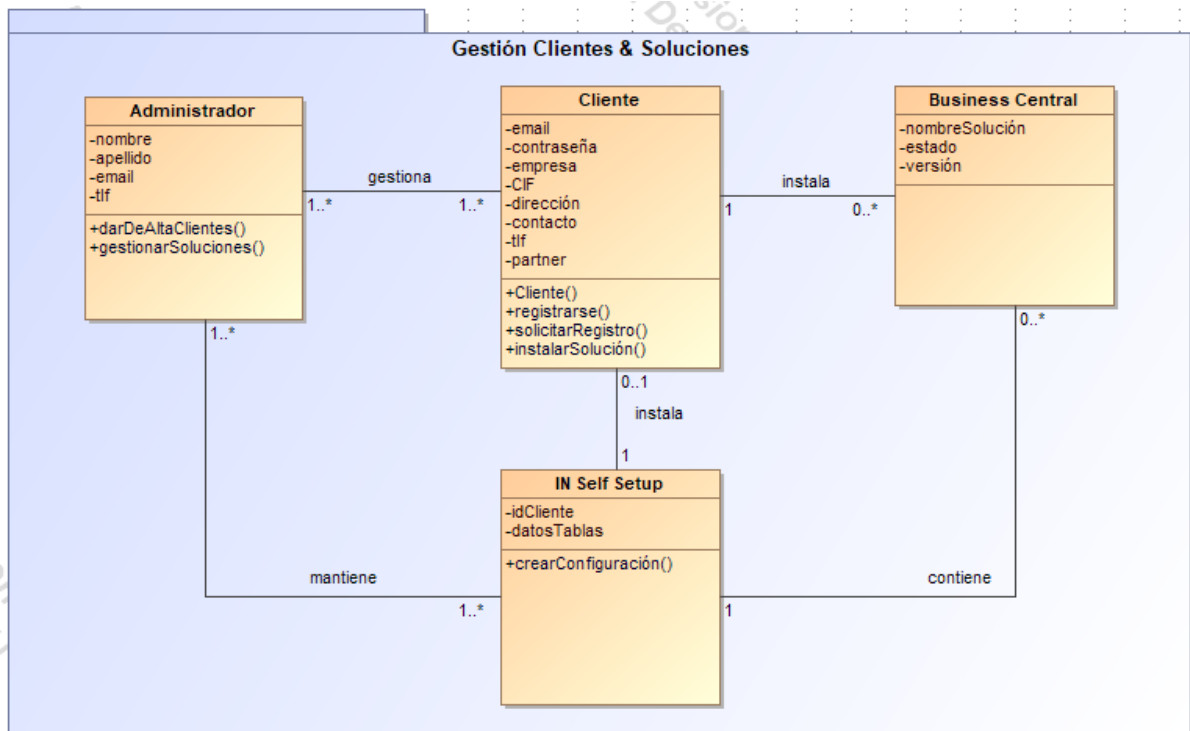 Gestión Clientes & Soluciones
Administrador
-nombre
-apellido
-email
-tlf
+darDeAltaClientes()
+gestionarSoluciones()
gestiona
1..*
1..*
Cliente
-email
-contraseña
-empresa
-CIF
-dirección
-contacto
-tlf
-partner
+Cliente()
+registrarse()
+solicitarRegistro()
+instalarSolución()
instala
1
0..*
Business Central
-nombreSolución
-estado
-versión
1..*
0..1
instala
1
0..*
IN Self Setup
-idCliente
-datosTablas
+crearConfiguración()
mantiene
1..*
contiene
1